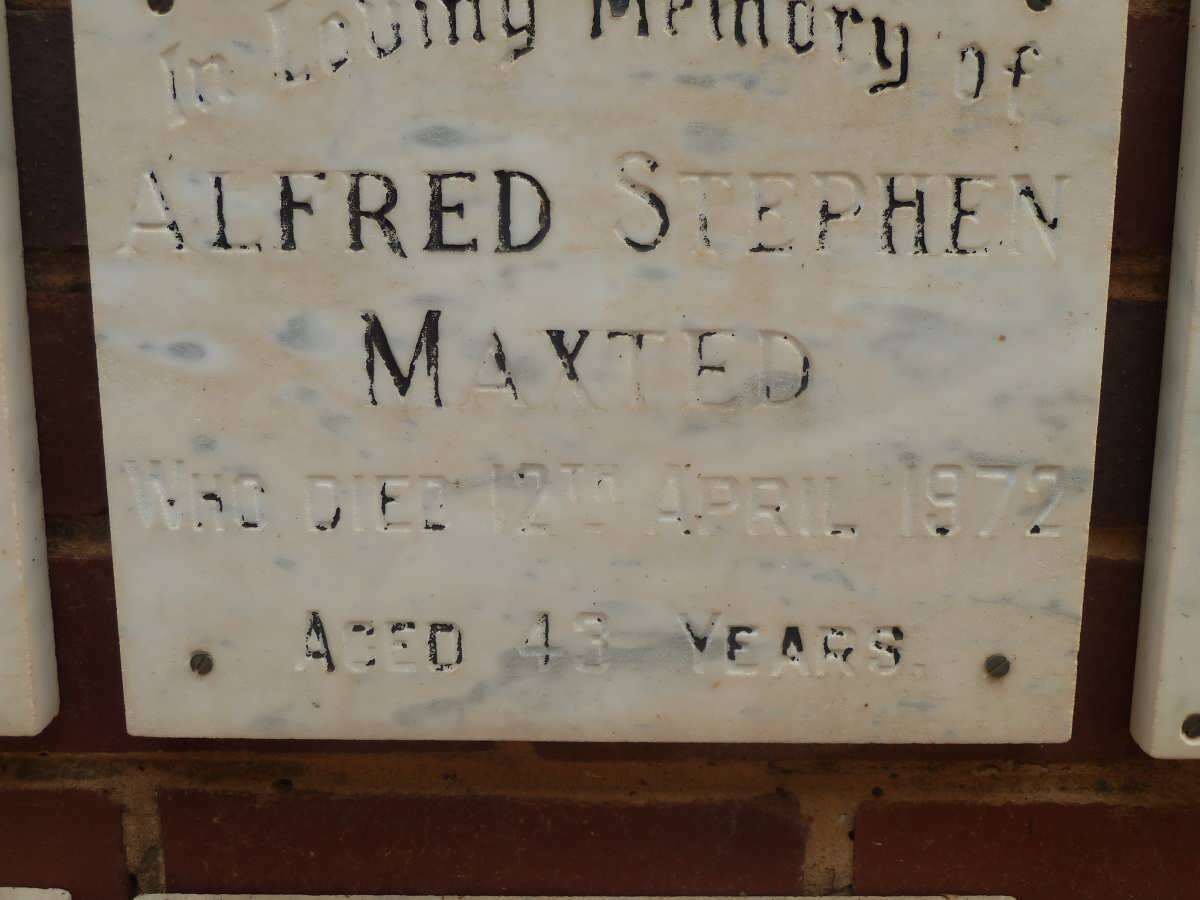 In Loving Memory of
ALFRED STEPHEN
MAXTED
WHO DIED 12TH APRIL 1972
AGED 43 YEARS.